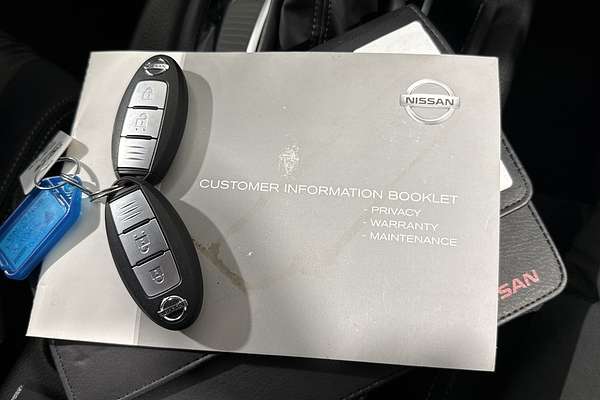 NISSAN
CUSTOMER INFORMATION BOOKLET
- PRIVACY
- WARRANTY
- MAINTENANCE
NISSAN